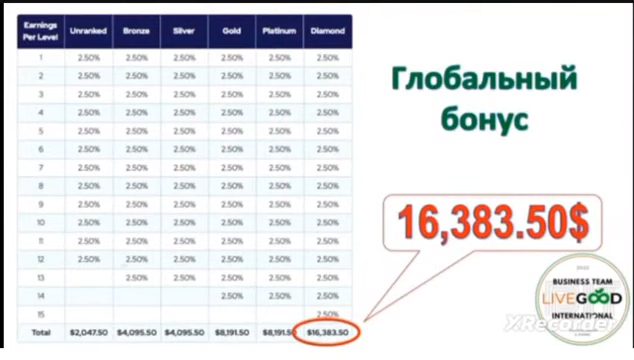 Earnings Per Level Unranked Bronze Silver Gold Platinum Diamond
1 2.50% 2.50% 2.50% 2.50% 2.50% 2.50%
2 2.50% 2.50% 2.50% 2.50% 2.50% 2.50%
3 2.50% 2.50% 2.50% 2.50% 2.50% 2.50%
4 2.50% 2.50% 2.50% 2.50% 2.50% 2.50%
5 2.50% 2.50% 2.50% 2.50% 2.50% 2.50%
6 2.50% 2.50% 2.50% 2.50% 2.50% 2.50%
7 2.50% 2.50% 2.50% 2.50% 2.50% 2.50%
8 2.50% 2.50% 2.50% 2.50% 2.50% 2.50%
9 2.50% 2.50% 2.50% 2.50% 2.50% 2.50%
10 2.50% 2.50% 2.50% 2.50% 2.50% 2.50%
11 2.50% 2.50% 2.50% 2.50% 2.50% 2.50%
12 2.50% 2.50% 2.50% 2.50% 2.50% 2.50%
13 2.50% 2.50% 2.50% 2.50% 2.50%
14 2.50% 2.50% 2.50%
15 2.50%
Total $2,047.50 $4,095.50 $4,095.50 $8,191.50 $8,191.50 $16,383.50
Глобальный
бонус
16,383.50$
BUSINESS TEAM
LIVEGOOD
INTERNATIONAL
XRecorder